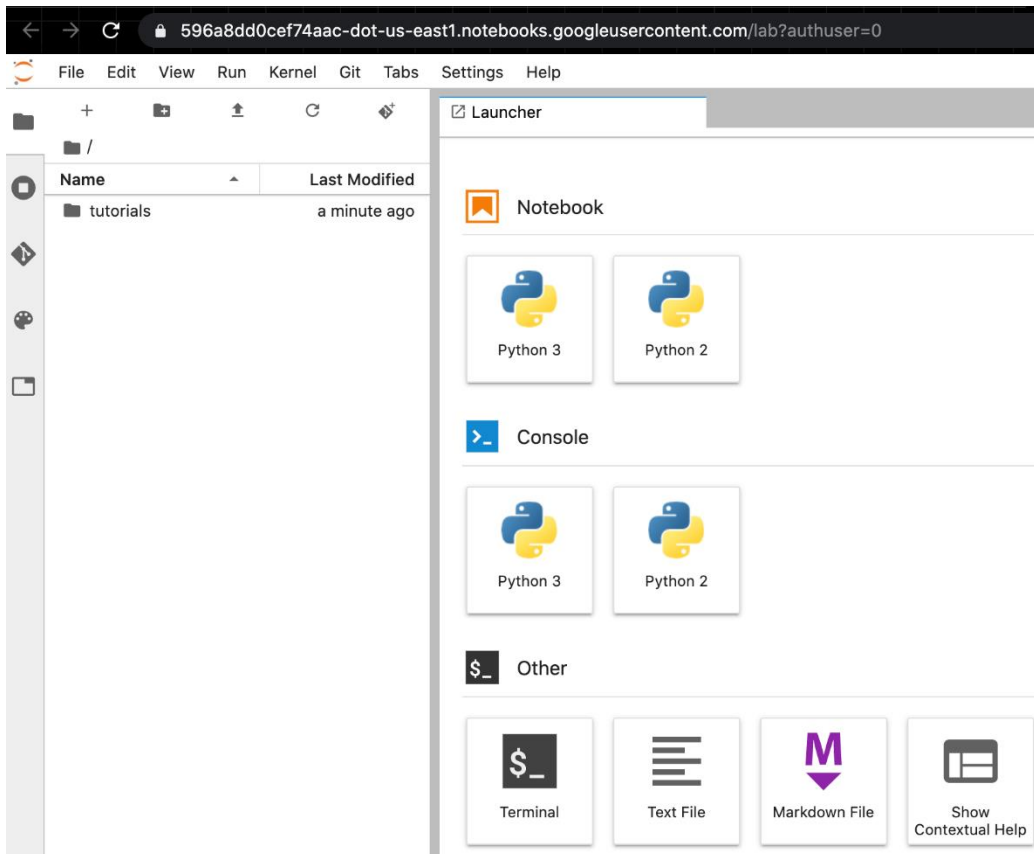 596a8dd0cef74aac-dot-us-east1.notebooks.googleusercontent.com/lab?authuser=0
File Edit View Run Kernel Git Tabs Settings Help
Launcher
/
Name Last Modified
tutorials a minute ago
Notebook
Python 3 Python 2
Console
>_
Python 3 Python 2
$_ Other
$_
M
Terminal Text File Markdown File Show
Contextual Help